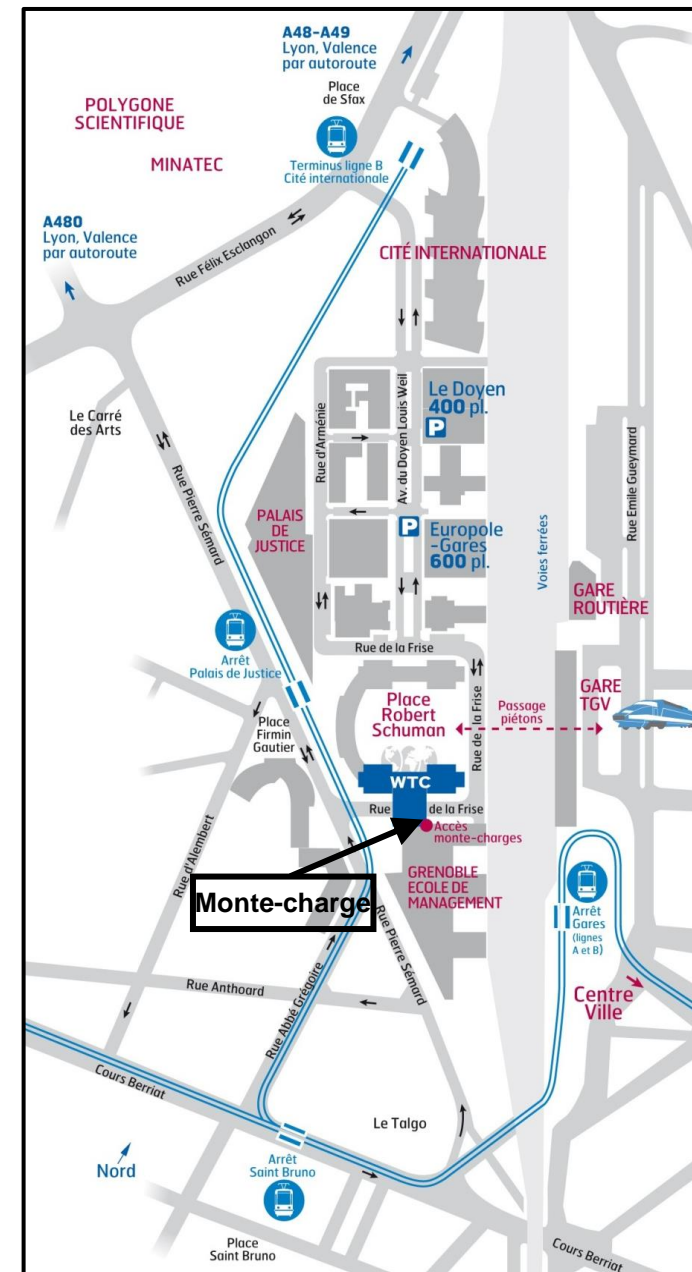 A48-A49
Lyon, Valence
par autoroute
Place
de Sfax
POLYGONE
SCIENTIFIQUE
MINATEC
Terminus ligne B
Cité internationale
A480
Lyon, Valence
par autoroute
Rue Félix Esclangon
CITÉ INTERNATIONALE
Le Carré
des Arts
Rue Pierre Sémard
Rue d'Arménie
Av. du Doyen Louis Weil
Le Doyen
400 pl.
P
PALAIS
DE
JUSTICE
P
Europole
-Gares
600 pl.
Voies ferrées
Rue Emile Gueymard
GARE
ROUTIÈRE
Arrêt
Palais de Justice
Rue de la Frise
Place
Robert
Schuman
Rue de la Frise
Passage
piétons
GARE
TGV
Place
Firmin
Gautier
WTC
Rue de la Frise
Accès
monte-charges
Rue d'Alembert
Monte-charge
GRENOBLE
ECOLE DE
MANAGEMENT
Arrêt
Gares
(lignes
A et B)
Rue Pierre Sémard
Rue Anthoard
Rue Abbé Grégoire
Centre
Ville
Cours Berriat
Le Talgo
Nord
Arrêt
Saint Bruno
Place
Saint Bruno
Cours Berriat